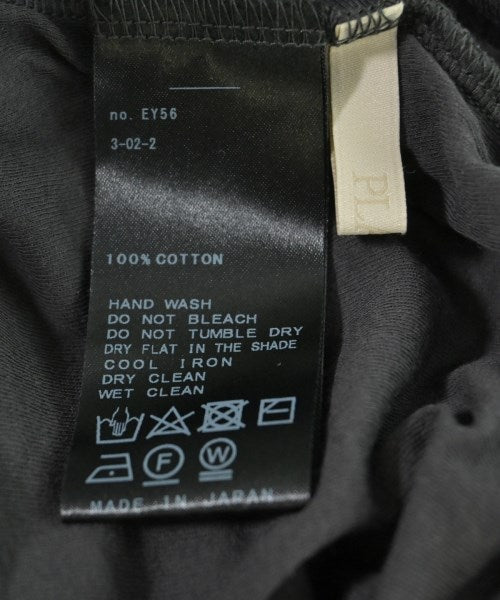 no. EY56
3-02-2
100% COTTON
HAND WASH
DO NOT BLEACH
DO NOT TUMBLE DRY
DRY FLAT IN THE SHADE
COOL IRON
DRY CLEAN
WET CLEAN
F W
MADE IN JAPAN
PL